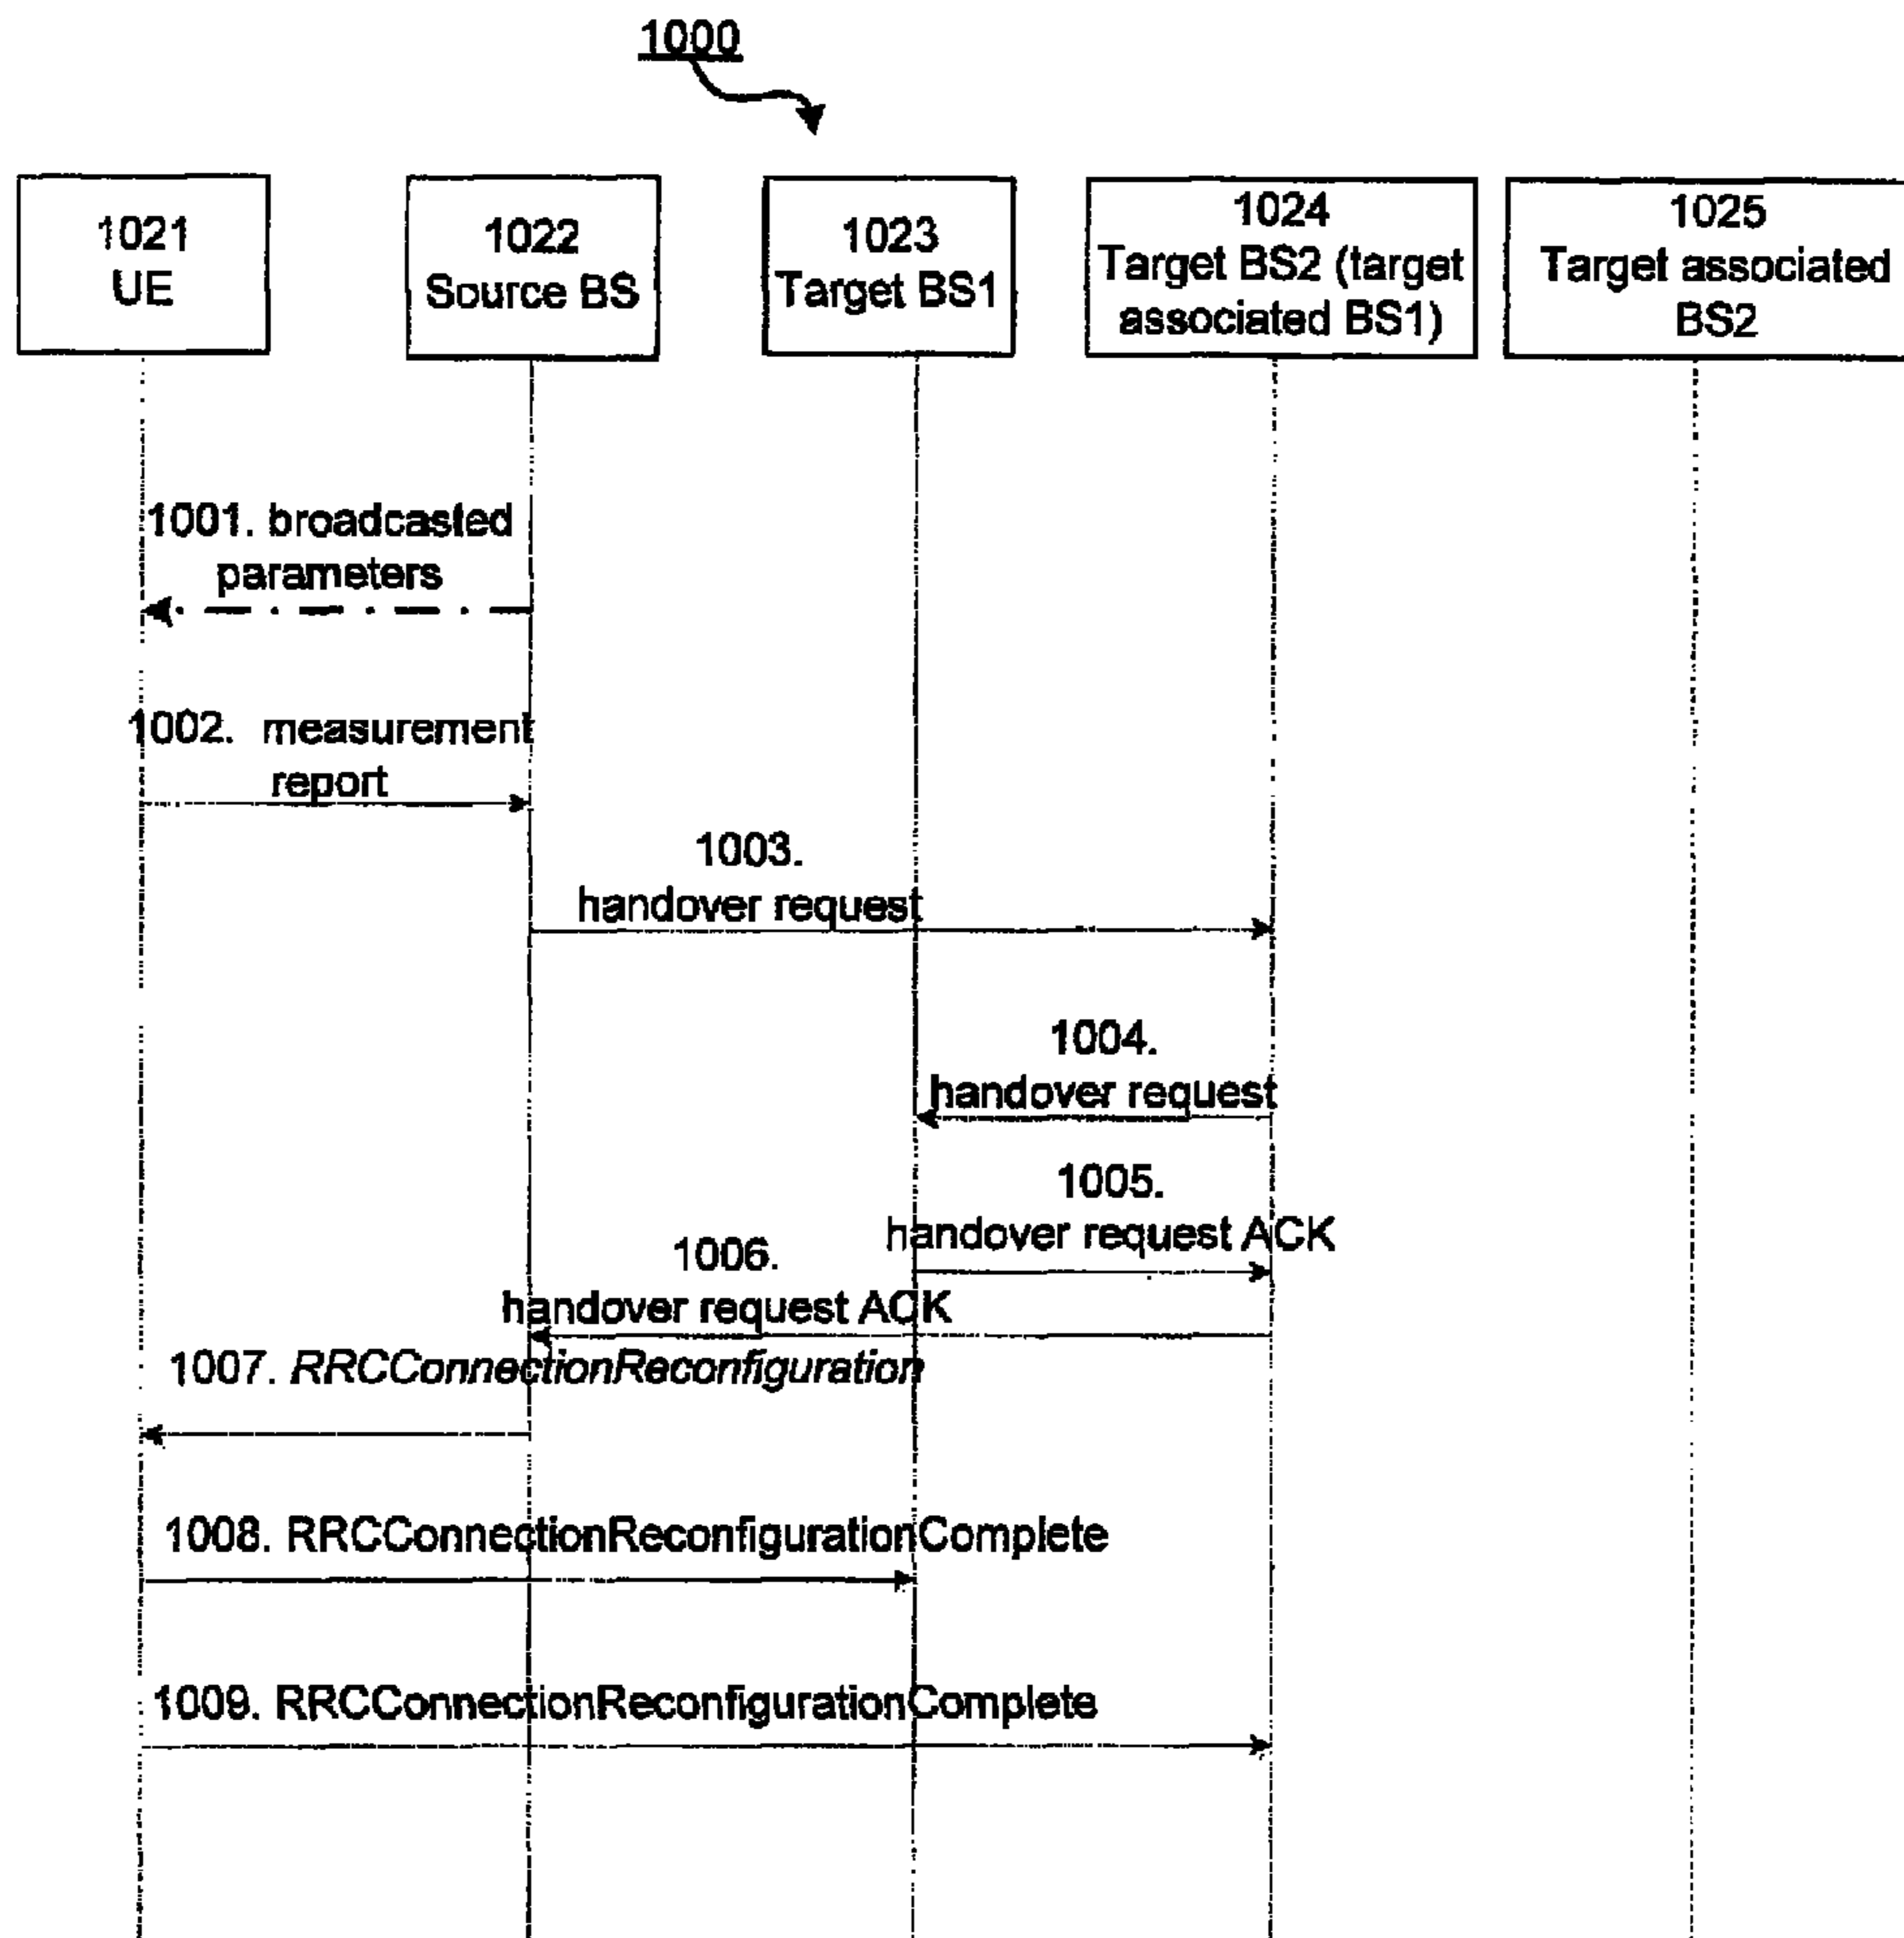 1000
1021
UE
1022
Source BS
1023
Target BS1
1024
Target BS2 (target
associated BS1)
1025
Target associated
BS2
1001. broadcasted
parameters
1002. measurement
report
1003.
handover request
1004.
handover request
1005.
handover request ACK
1006.
handover request ACK
1007. RRCConnectionReconfiguration
1008. RRCConnectionReconfigurationComplete
1009. RRCConnectionReconfigurationComplete